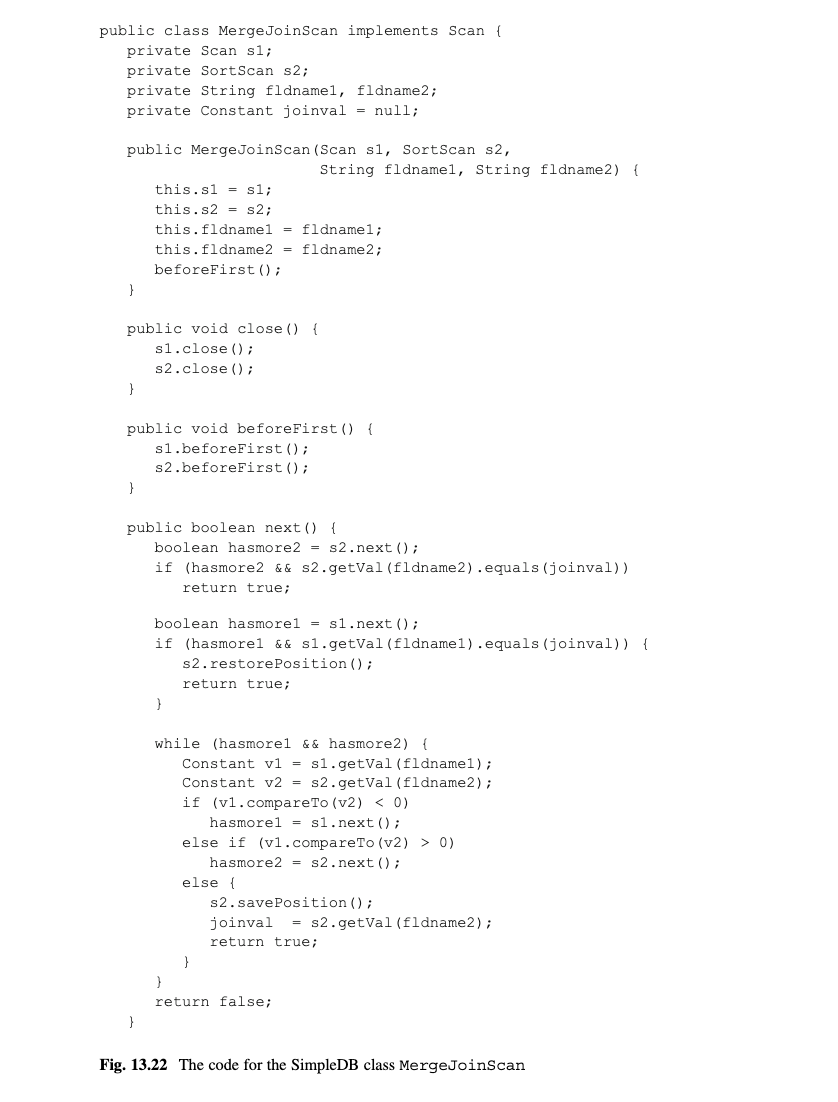 public class MergeJoinScan implements Scan {
   private Scan s1;
   private SortScan s2;
   private String fldname1, fldname2;
   private Constant joinval = null;

   public MergeJoinScan(Scan s1, SortScan s2,
                        String fldname1, String fldname2) {
      this.s1 = s1;
      this.s2 = s2;
      this.fldname1 = fldname1;
      this.fldname2 = fldname2;
      beforeFirst();
   }

   public void close() {
      s1.close();
      s2.close();
   }

   public void beforeFirst() {
      s1.beforeFirst();
      s2.beforeFirst();
   }

   public boolean next() {
      boolean hasmore2 = s2.next();
      if (hasmore2 && s2.getVal(fldname2).equals(joinval))
         return true;

      boolean hasmore1 = s1.next();
      if (hasmore1 && s1.getVal(fldname1).equals(joinval)) {
         s2.restorePosition();
         return true;
      }

      while (hasmore1 && hasmore2) {
         Constant v1 = s1.getVal(fldname1);
         Constant v2 = s2.getVal(fldname2);
         if (v1.compareTo(v2) < 0)
            hasmore1 = s1.next();
         else if (v1.compareTo(v2) > 0)
            hasmore2 = s2.next();
         else {
            s2.savePosition();
            joinval  = s2.getVal(fldname2);
            return true;
         }
      }
      return false;
   }

Fig. 13.22 The code for the SimpleDB class MergeJoinScan